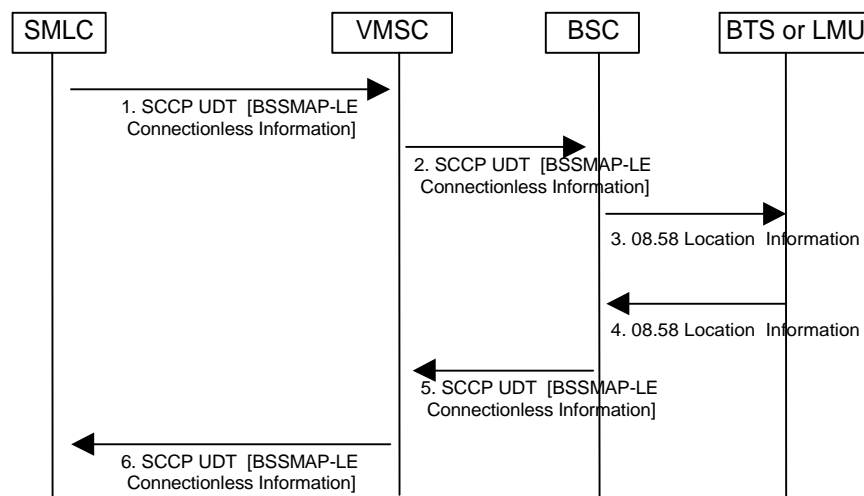 SMLC
VMSC
BSC
BTS or LMU
1. SCCP UDT [BSSMAP-LE
Connectionless Information]
2. SCCP UDT [BSSMAP-LE
Connectionless Information]
3. 08.58 Location Information
4. 08.58 Location Information
5. SCCP UDT [BSSMAP-LE
Connectionless Information]
6. SCCP UDT [BSSMAP-LE
Connectionless Information]